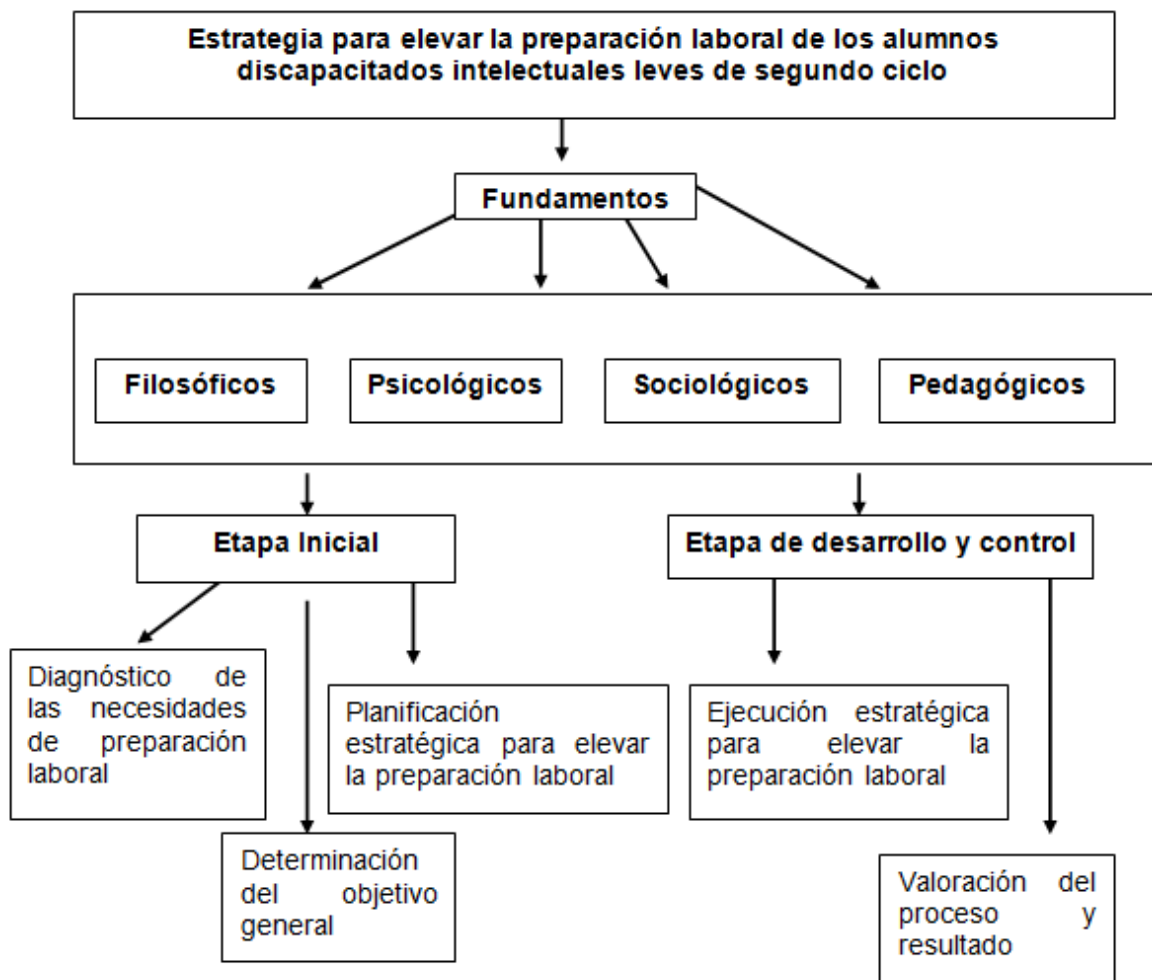 Estrategia para elevar la preparación laboral de los alumnos
discapacitados intelectuales leves de segundo ciclo
Fundamentos
Filosóficos
Psicológicos
Sociológicos
Pedagógicos
Etapa Inicial
Etapa de desarrollo y control
Diagnóstico de
las necesidades
de preparación
laboral
Determinación
del objetivo
general
Planificación
estratégica para elevar
la preparación laboral
Ejecución estratégica
para elevar la
preparación laboral
Valoración del
proceso y
resultado